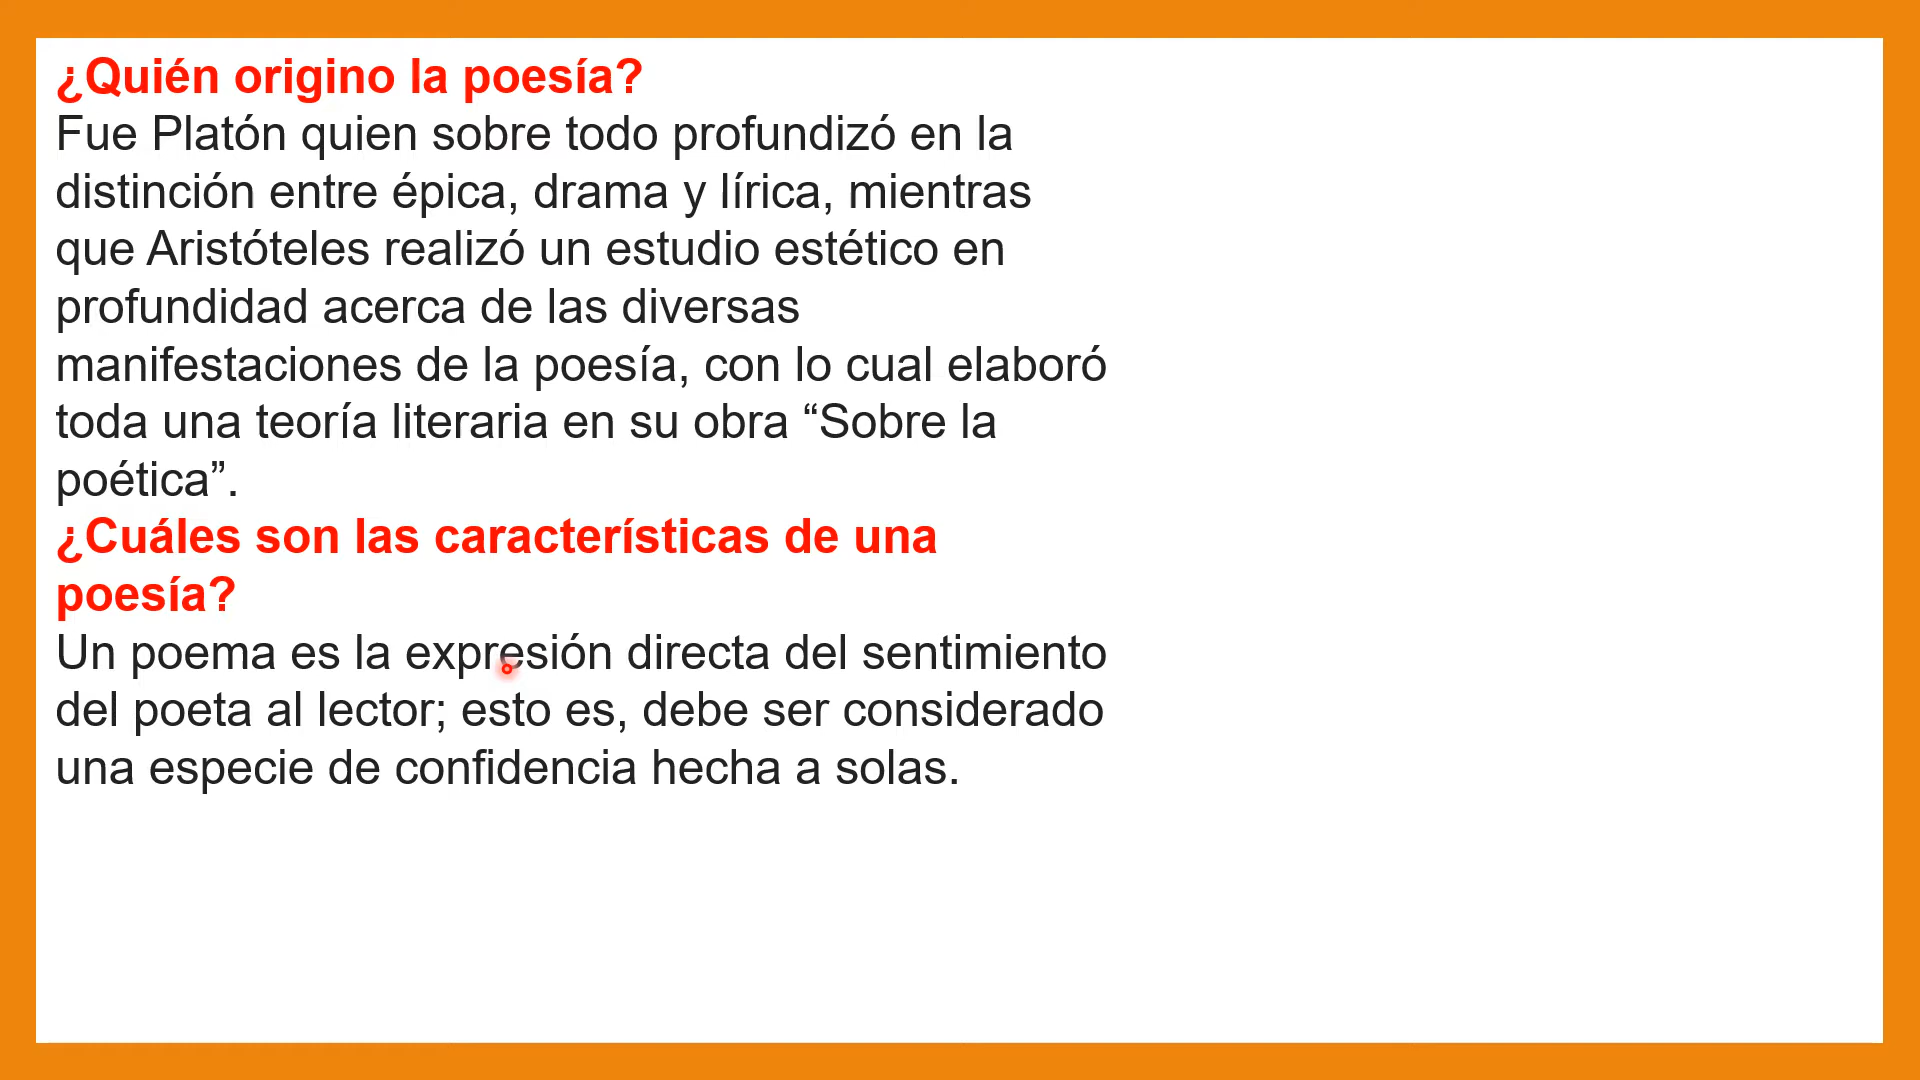 ¿Quién origino la poesía?
Fue Platón quien sobre todo profundizó en la
distinción entre épica, drama y lírica, mientras
que Aristóteles realizó un estudio estético en
profundidad acerca de las diversas
manifestaciones de la poesía, con lo cual elaboró
toda una teoría literaria en su obra “Sobre la
poética”.
¿Cuáles son las características de una
poesía?
Un poema es la expresión directa del sentimiento
del poeta al lector; esto es, debe ser considerado
una especie de confidencia hecha a solas.